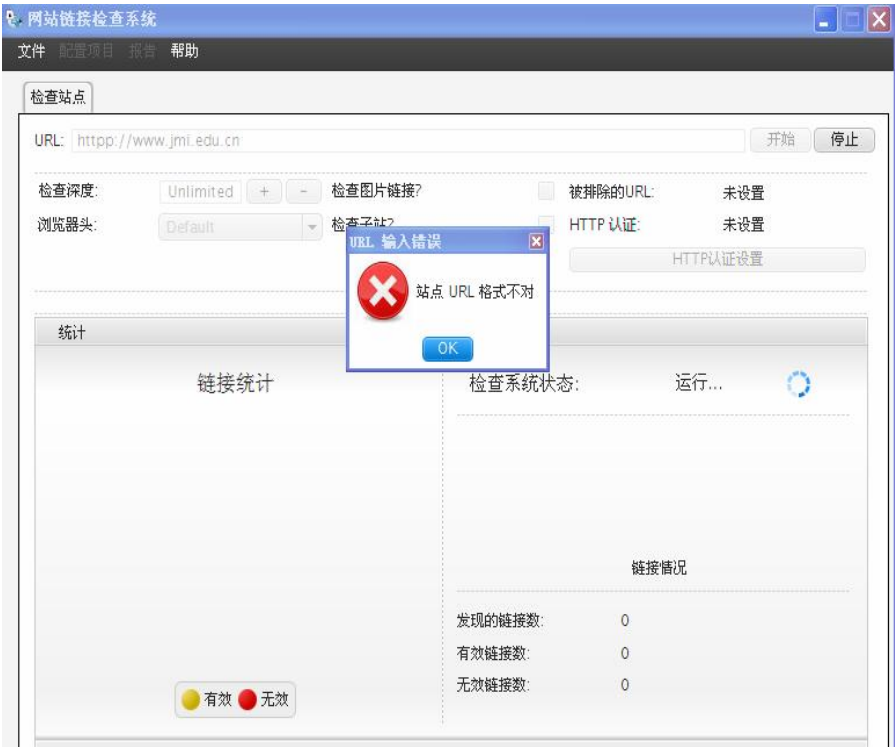 网站链接检查系统
文件 配置项目 报告 帮助
检查站点
URL: httpp://www.jmi.edu.cn 开始 停止
检查深度: Unlimited + - 检查图片链接? 被排除的URL: 未设置
浏览器头: Default 检查子站? HTTP 认证: 未设置
HTTP认证设置
URL 输入错误
站点 URL 格式不对
OK
统计
链接统计 检查系统状态: 运行...
链接情况
发现的链接数: 0
有效链接数: 0
无效链接数: 0
有效 无效